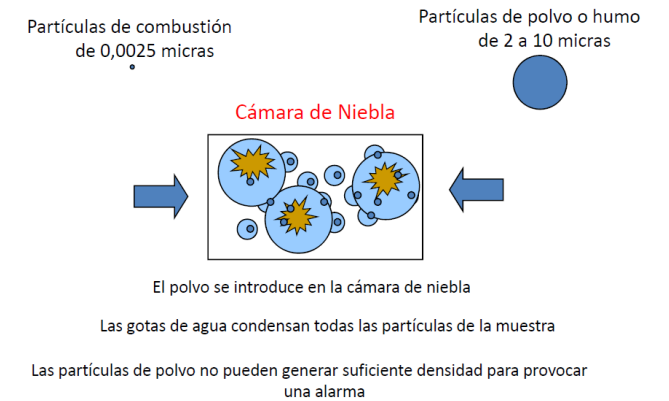 Partículas de combustión
de 0,0025 micras
Partículas de polvo o humo
de 2 a 10 micras
Cámara de Niebla
El polvo se introduce en la cámara de niebla
Las gotas de agua condensan todas las partículas de la muestra
Las partículas de polvo no pueden generar suficiente densidad para provocar
una alarma